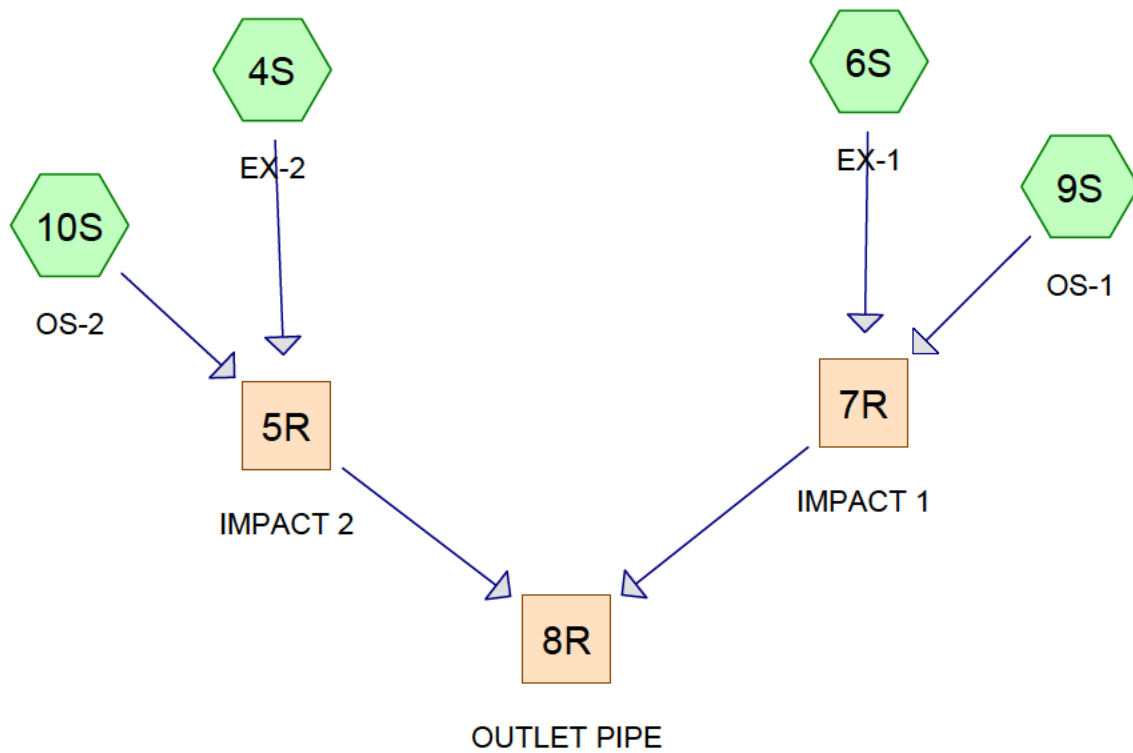 4S
EX-2
6S
EX-1
10S
OS-2
9S
OS-1
5R
IMPACT 2
7R
IMPACT 1
8R
OUTLET PIPE